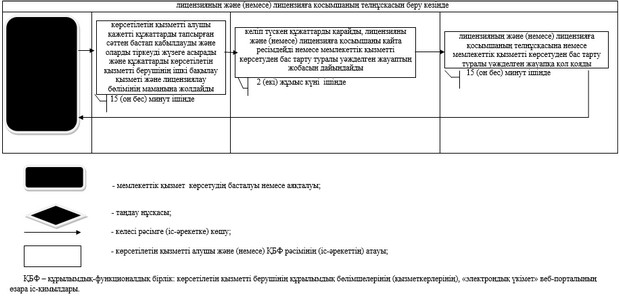 лицензияның және (немесе) лицензияға қосымшаның телнұсқасын беру кезінде
көрсетілетін қызметті алушы
қажетті құжаттарды тапсырған
сәттен бастап қабылдауды және
оларды тіркеуді жүзеге асырады
және құжаттарды көрсетілетін
қызметті берушінің ішкі бақылау
қызметі және лицензиялау
бөлімінің маманына жолдайды
15 (он бес) минут ішінде
келіп түскен құжаттарды қарайды, лицензияны
және (немесе) лицензияға қосымшаны қайта
ресімдейді немесе мемлекеттік қызметті
көрсетуден бас тарту туралы уәжделген жауаптың
жобасын дайындайды
2 (екі) жұмыс күні ішінде
лицензияның және (немесе) лицензияға
қосымшаның телнұсқасына немесе
мемлекеттік қызметті көрсетуден бас тарту
туралы уәжделген жауапқа қол қояды
15 (он бес) минут ішінде
- мемлекеттік қызмет көрсетудің басталуы немесе аяқталуы;
- таңдау нұсқасы;
- келесі рәсімге (іс-әрекетке) көшу;
- көрсетілетін қызметті алушы және (немесе) ҚБФ рәсімінің (іс-әрекеттің) атауы;
ҚБФ – құрылымдық-функционалдық бірлік: көрсетілетін қызметті берушінің құрылымдық бөлімшелерінің (қызметкерлерінің), «электрондық үкімет» веб-порталының
өзара іс-қимылдары.